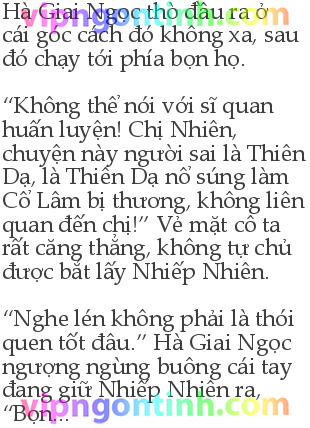 Hà Giai Ngọc thò đầu ra ở
cái góc cách đó không xa, sau
đó chạy tới phía bọn họ.
“Không thể nói với sĩ quan
huấn luyện! Chị Nhiên,
chuyện này người sai là Thiên
Dạ, là Thiên Dạ nổ súng làm
Cổ Lâm bị thương, không liên
quan đến chị!” Vẻ mặt cô ta
rất căng thẳng, không tự chủ
được bắt lấy Nhiếp Nhiên.
“Nghe lén không phải là thói
quen tốt đâu.” Hà Giai Ngọc
ngượng ngùng buông cái tay
đang giữ Nhiếp Nhiên ra,
“Bọn...
vipngontinh.com
vipngontinh.com
vipngontinh.com